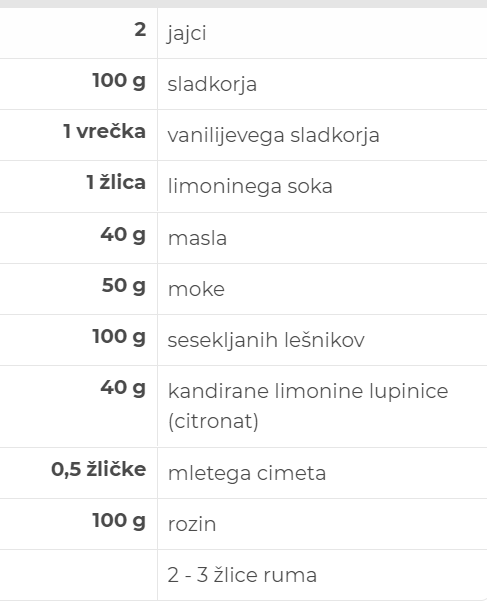 2 jajci
100 g sladkorja
1 vrečka vanilijevega sladkorja
1 žlica limoninega soka
40 g masla
50 g moke
100 g sesekljanih lešnikov
40 g kandirane limonine lupinice
(citronat)
0,5 žličke mletega cimeta
100 g rozin
2 - 3 žlice ruma